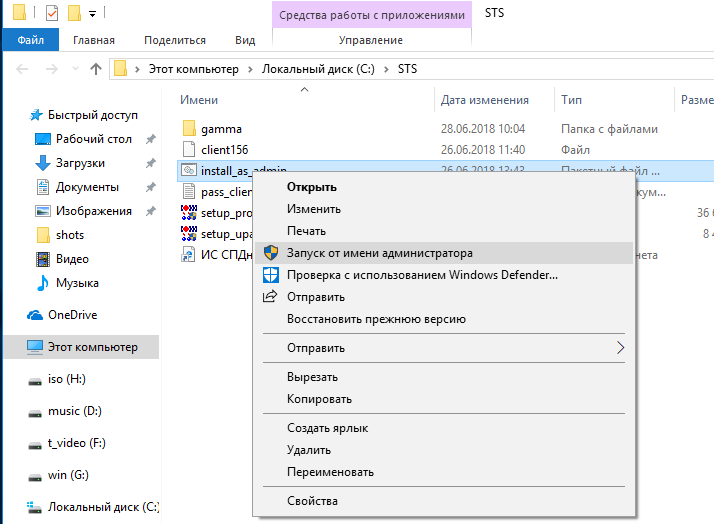 Средства работы с приложениями STS
Файл Главная Поделиться Вид Управление
Этот компьютер Локальный диск (C:) STS
Имени Дата изменения Тип Разме
Быстрый доступ
Рабочий стол
Загрузки
Документы
Изображения
shots
Видео
Музыка
OneDrive
Этот компьютер
iso (H:)
music (D:)
t_video (F:)
win (G:)
Локальный диск (C:
gamma 28.06.2018 10:04 Папка с файлами
client156 26.06.2018 11:40 Файл
install_as_admin 26.06.2018 13:43 Пакетный файл ...
pass_clie кум...
setup_pro 36
setup_upa 8 4
ИС СПДн нета
Открыть
Изменить
Печать
Запуск от имени администратора
Проверка с использованием Windows Defender...
Отправить
Восстановить прежнюю версию
Отправить
Вырезать
Копировать
Создать ярлык
Удалить
Переименовать
Свойства